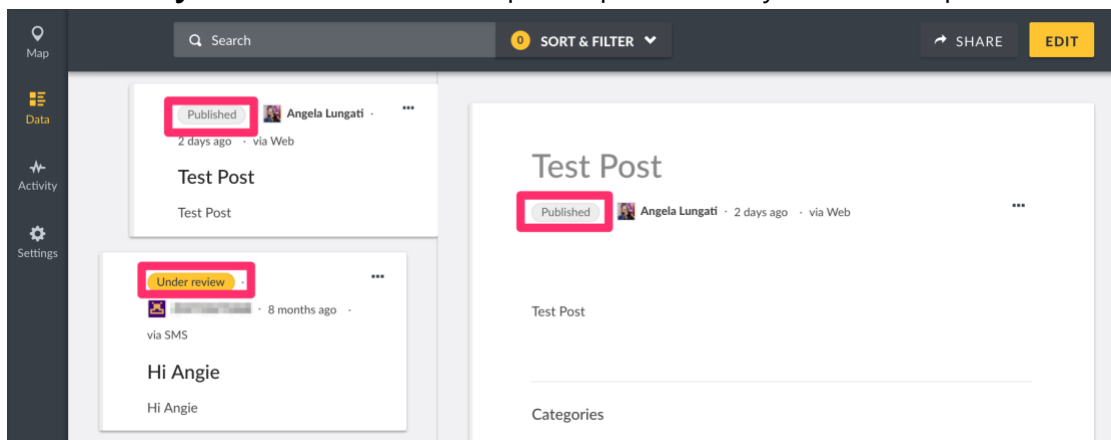 Map
Search
0 SORT & FILTER
SHARE
EDIT
Data
Activity
Settings
Published Angela Lungati ·
2 days ago · via Web
Test Post
Test Post
Under review ·
· 8 months ago ·
via SMS
Hi Angie
Hi Angie
Test Post
Published Angela Lungati · 2 days ago · via Web
Test Post
Categories